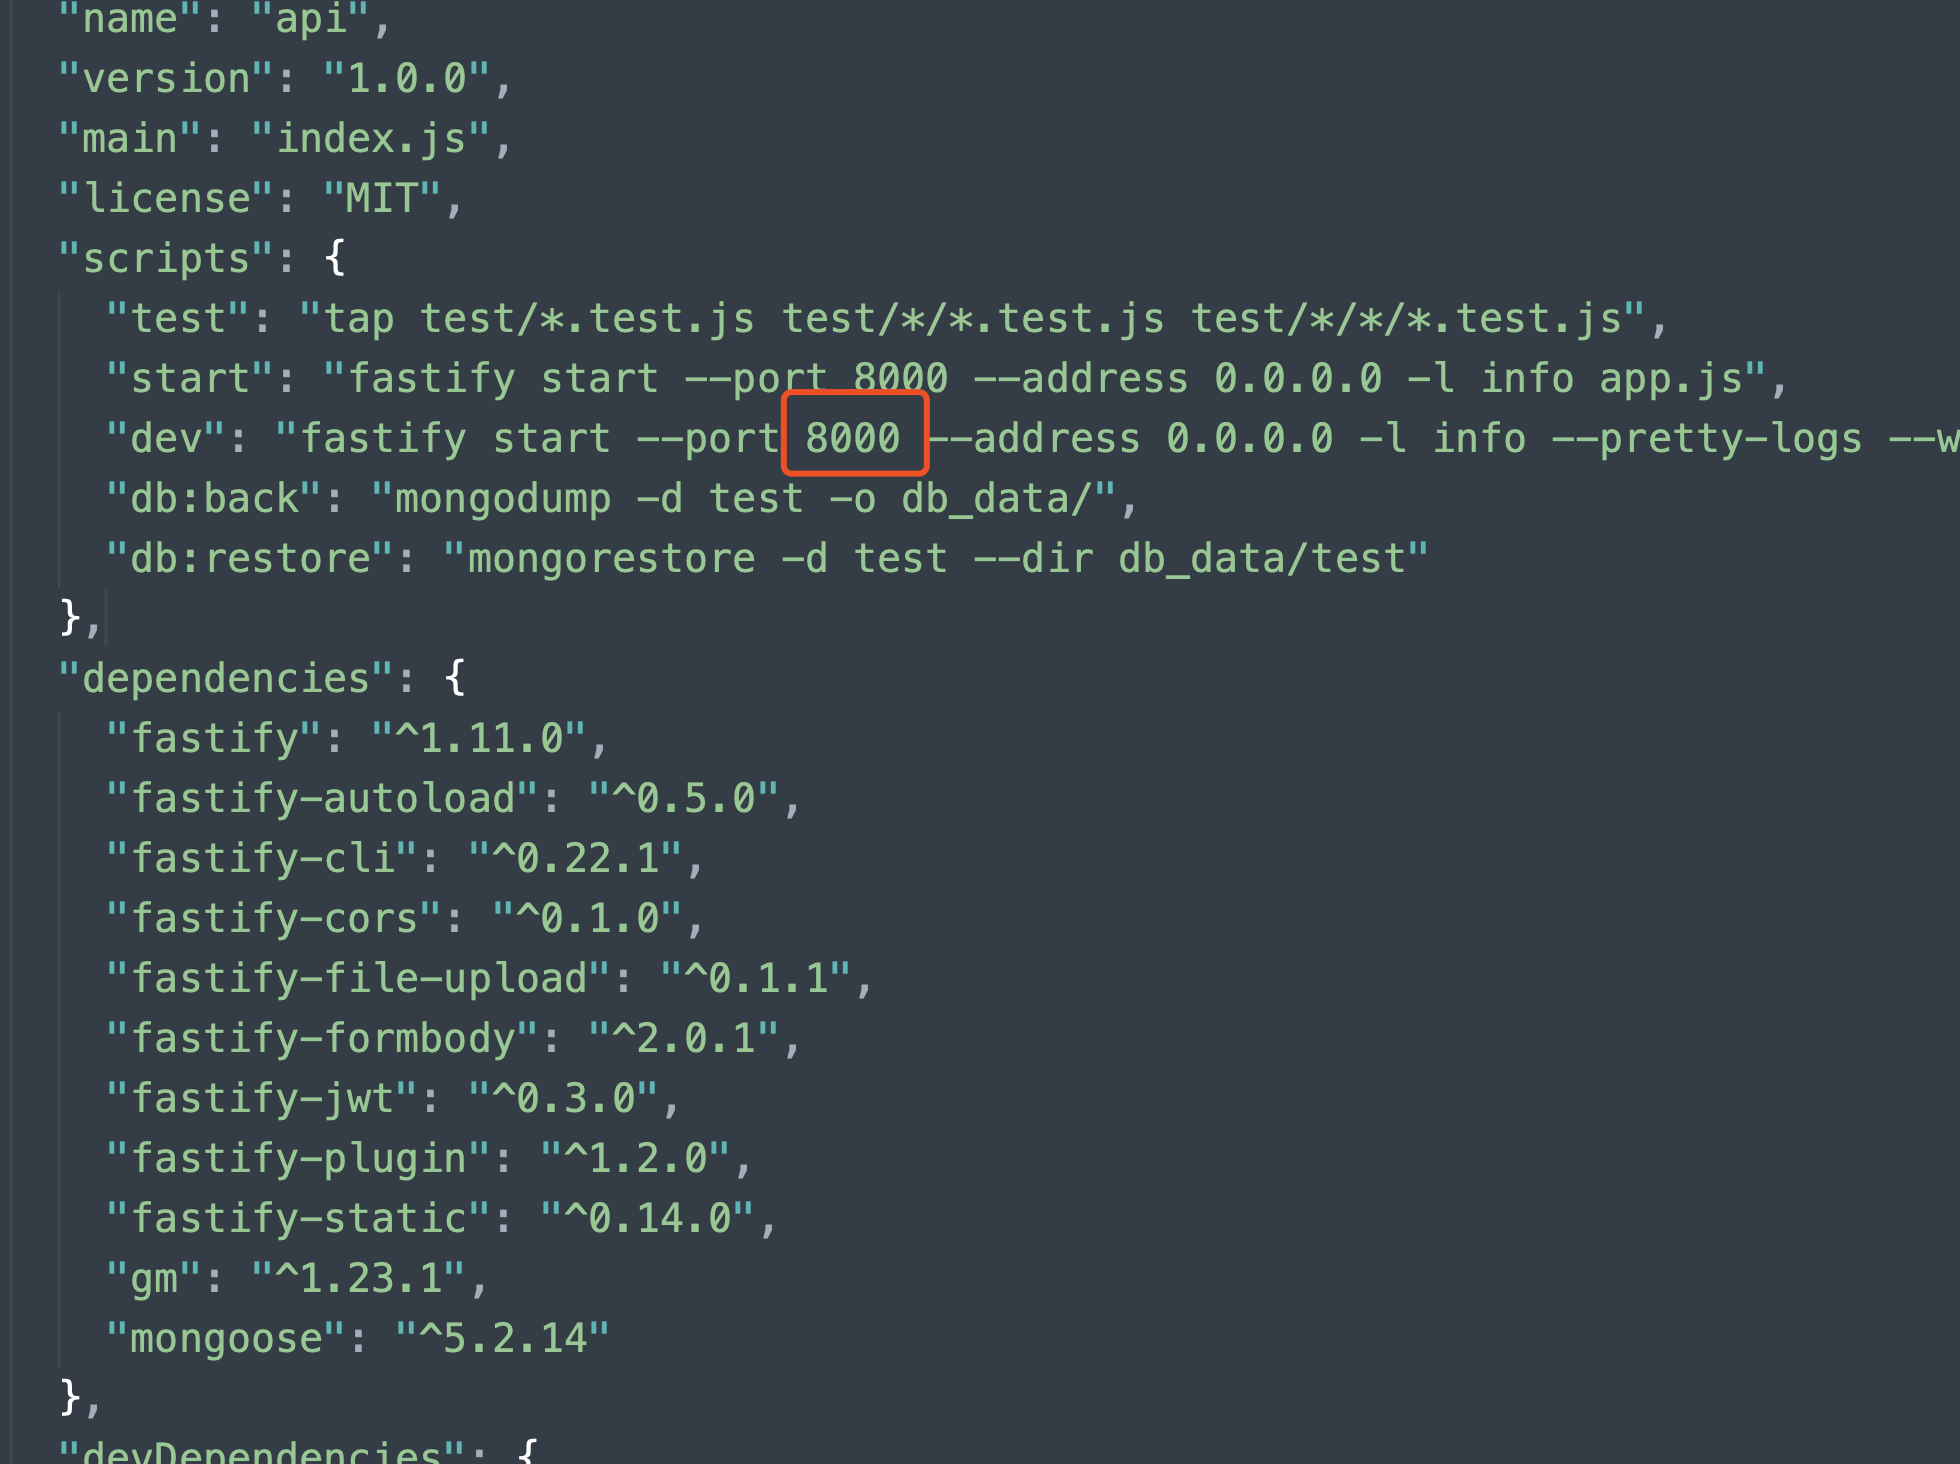 "name": "api",
"version": "1.0.0",
"main": "index.js",
"license": "MIT",
"scripts": {
"test": "tap test/*.test.js test/*/*.test.js test/*/*/*.test.js",
"start": "fastify start --port 8000 --address 0.0.0.0 -l info app.js",
"dev": "fastify start --port 8000 --address 0.0.0.0 -l info --pretty-logs --w
"db:back": "mongodump -d test -o db_data/",
"db:restore": "mongorestore -d test --dir db_data/test"
},
"dependencies": {
"fastify": "^1.11.0",
"fastify-autoload": "^0.5.0",
"fastify-cli": "^0.22.1",
"fastify-cors": "^0.1.0",
"fastify-file-upload": "^0.1.1",
"fastify-formbody": "^2.0.1",
"fastify-jwt": "^0.3.0",
"fastify-plugin": "^1.2.0",
"fastify-static": "^0.14.0",
"gm": "^1.23.1",
"mongoose": "^5.2.14"
},
"devDependencies": {